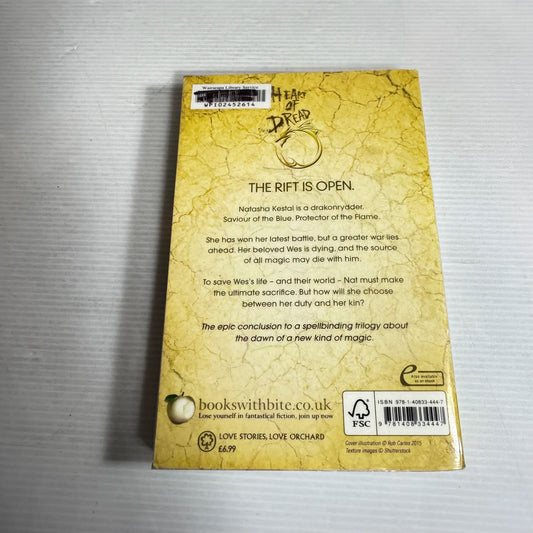 Wanneroo Library Service
WPI02452614
HEART
OF
DREAD
THE RIFT IS OPEN.
Natasha Kestal is a drakonrydder.
Saviour of the Blue. Protector of the Flame.
She has won her latest battle, but a greater war lies
ahead. Her beloved Wes is dying, and the source
of all magic may die with him.
To save Wes's life – and their world – Nat must make
the ultimate sacrifice. But how will she choose
between her duty and her kin?
The epic conclusion to a spellbinding trilogy about
the dawn of a new kind of magic.
e
Also available
as an ebook
bookswithbite.co.uk
Lose yourself in fantastical fiction, join up now
LOVE STORIES, LOVE ORCHARD
£6.99
FSC
ISBN 978-1-40833-444-7
9 781408 334447
Cover illustration © Rob Carter 2015
Texture images © Shutterstock